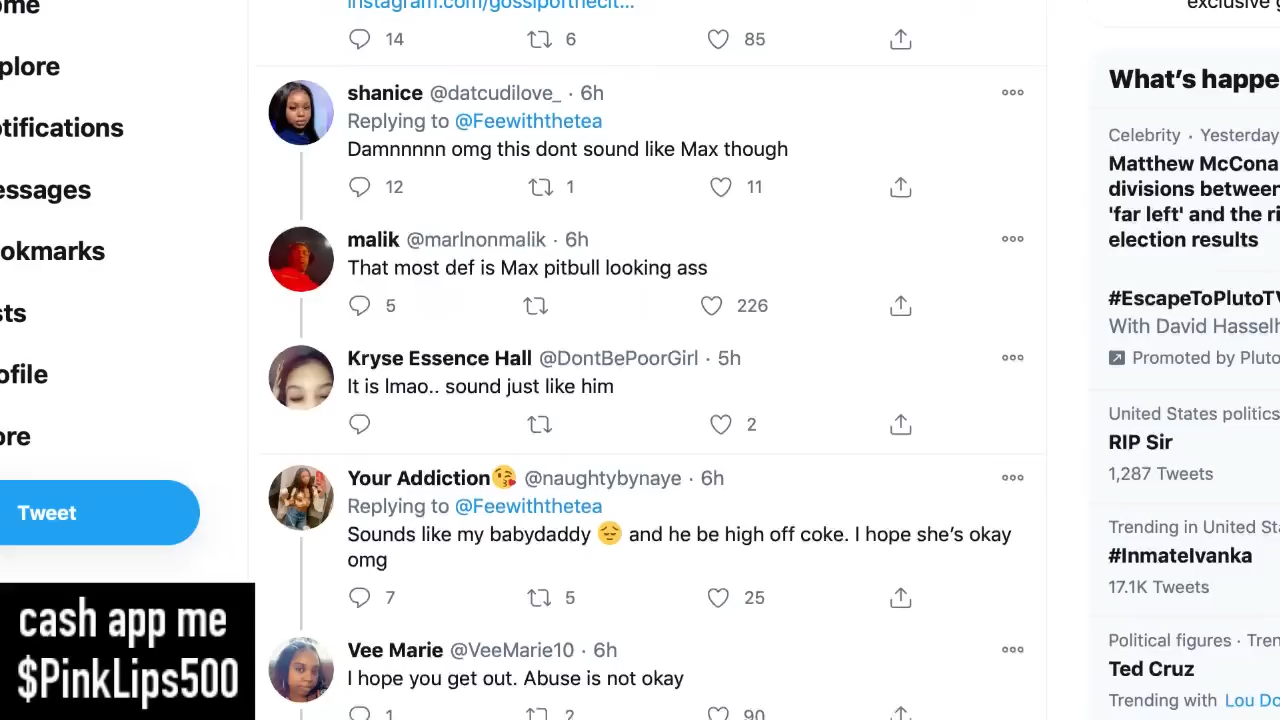 ome
exclusive g
instagram.com/gossipofthecit...
14 6 85
plore
What's happe
shanice @datcudilove_ · 6h
Replying to @Feewiththetea
Damnnnnn omg this dont sound like Max though
12 1 11
otifications
Celebrity · Yesterday
Matthew McCona
divisions between
'far left' and the ri
election results
essages
malik @marlnonmalik · 6h
That most def is Max pitbull looking ass
5 226
okmarks
#EscapeToPlutoTV
With David Hasselh
Promoted by Pluto
sts
Kryse Essence Hall @DontBePoorGirl · 5h
It is lmao.. sound just like him
2
ofile
United States politics
RIP Sir
1,287 Tweets
ore
Your Addiction😘 @naughtybynaye · 6h
Replying to @Feewiththetea
Sounds like my babydaddy 😔 and he be high off coke. I hope she's okay
omg
7 5 25
Tweet
Trending in United Sta
#InmateIvanka
17.1K Tweets
cash app me
$PinkLips500
Vee Marie @VeeMarie10 · 6h
I hope you get out. Abuse is not okay
1 2 90
Political figures · Tren
Ted Cruz
Trending with Lou Do